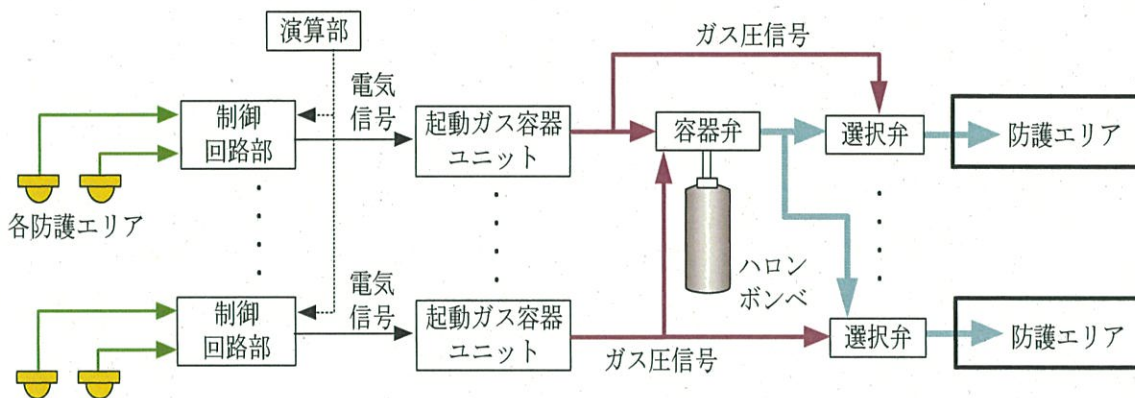 演算部
ガス圧信号
電気
信号
制御
回路部
起動ガス容器
ユニット
容器弁
選択弁
防護エリア
各防護エリア
ハロン
ボンベ
電気
信号
制御
回路部
起動ガス容器
ユニット
ガス圧信号
選択弁
防護エリア